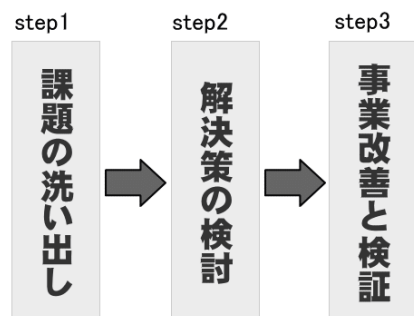 step1
課題の洗い出し
step2
解決策の検討
step3
事業改善と検証